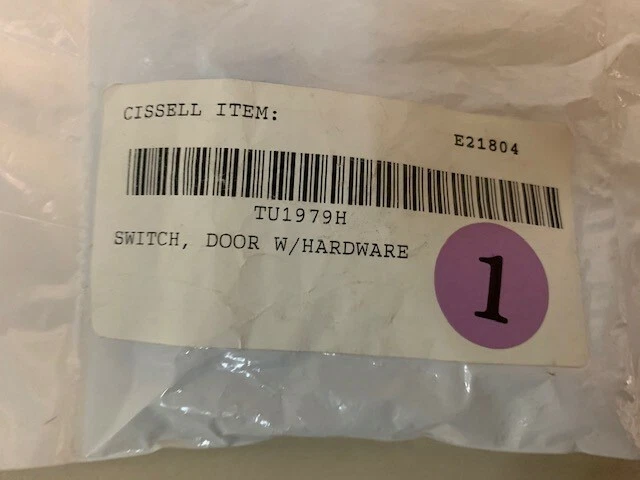 CISSELL ITEM:
E21804
TU1979H
SWITCH, DOOR W/HARDWARE
1